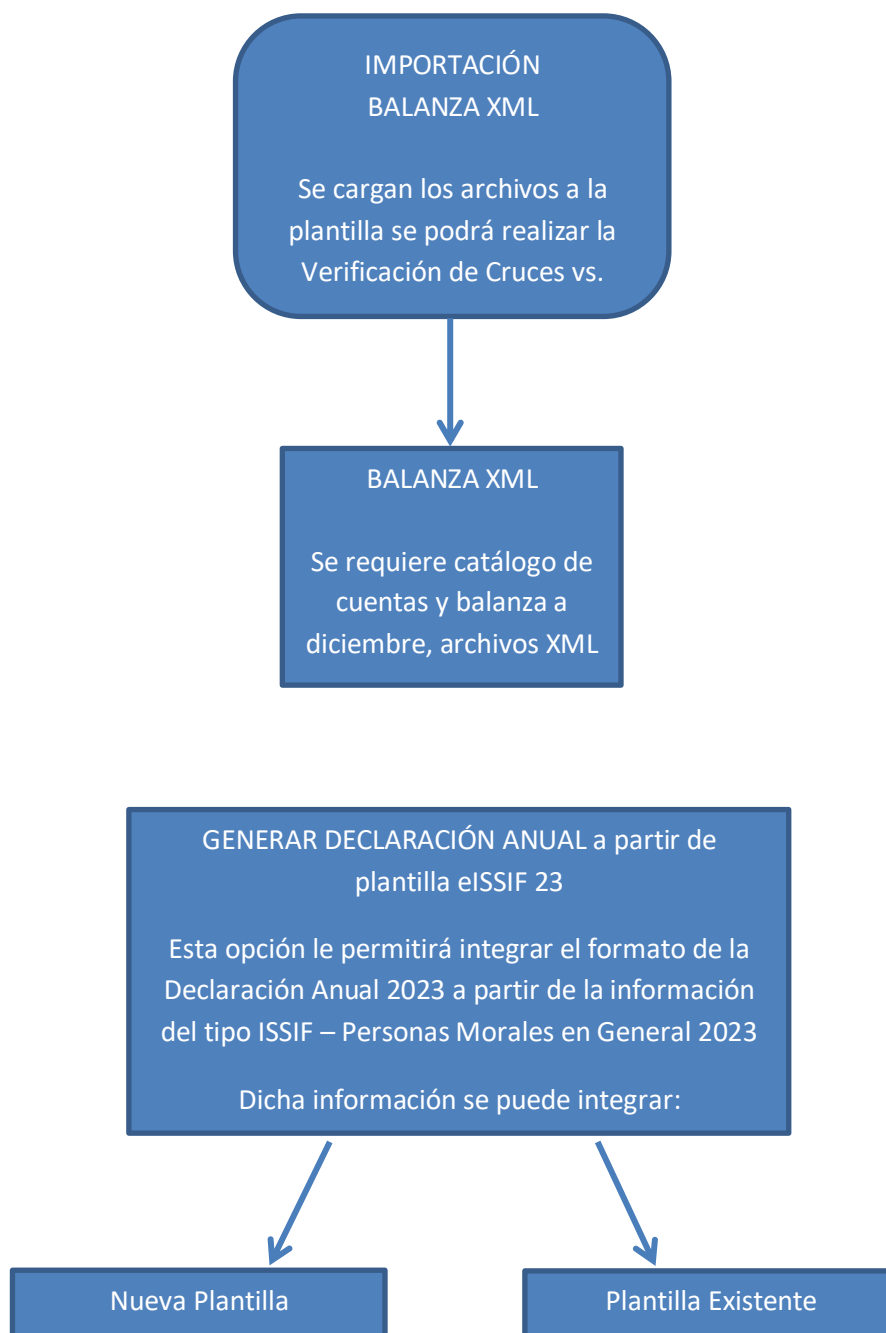 IMPORTACIÓN
BALANZA XML
Se cargan los archivos a la
plantilla se podrá realizar la
Verificación de Cruces vs.
BALANZA XML
Se requiere catálogo de
cuentas y balanza a
diciembre, archivos XML
GENERAR DECLARACIÓN ANUAL a partir de
plantilla eISSIF 23
Esta opción le permitirá integrar el formato de la
Declaración Anual 2023 a partir de la información
del tipo ISSIF – Personas Morales en General 2023
Dicha información se puede integrar:
Nueva Plantilla
Plantilla Existente